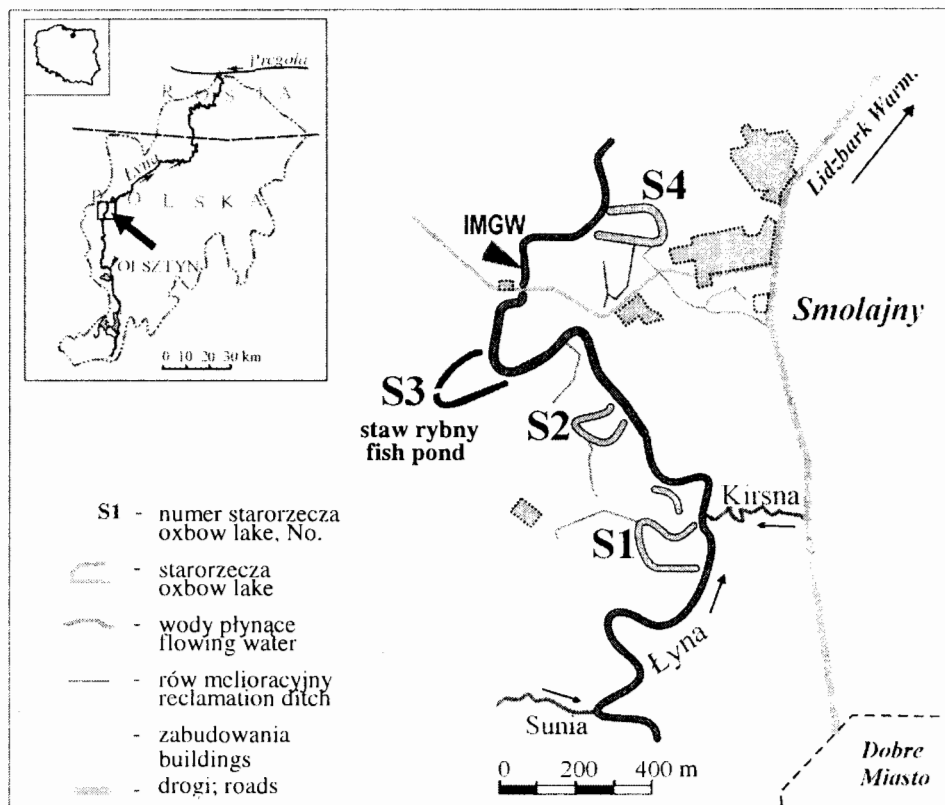 Pregoła
R O S J A
Łyna
P O L S K A
OLSZTYN
0 10 20 30 km
Lidzbark Warm.
S4
IMGW
Smolajny
S3
staw rybny
fish pond
S2
Kirsna
S1
Łyna
Sunia
0 200 400 m
Dobre
Miasto
S1 - numer starorzecza
oxbow lake, No.
- starorzecza
oxbow lake
- wody płynące
flowing water
- rów melioracyjny
reclamation ditch
- zabudowania
buildings
- drogi; roads